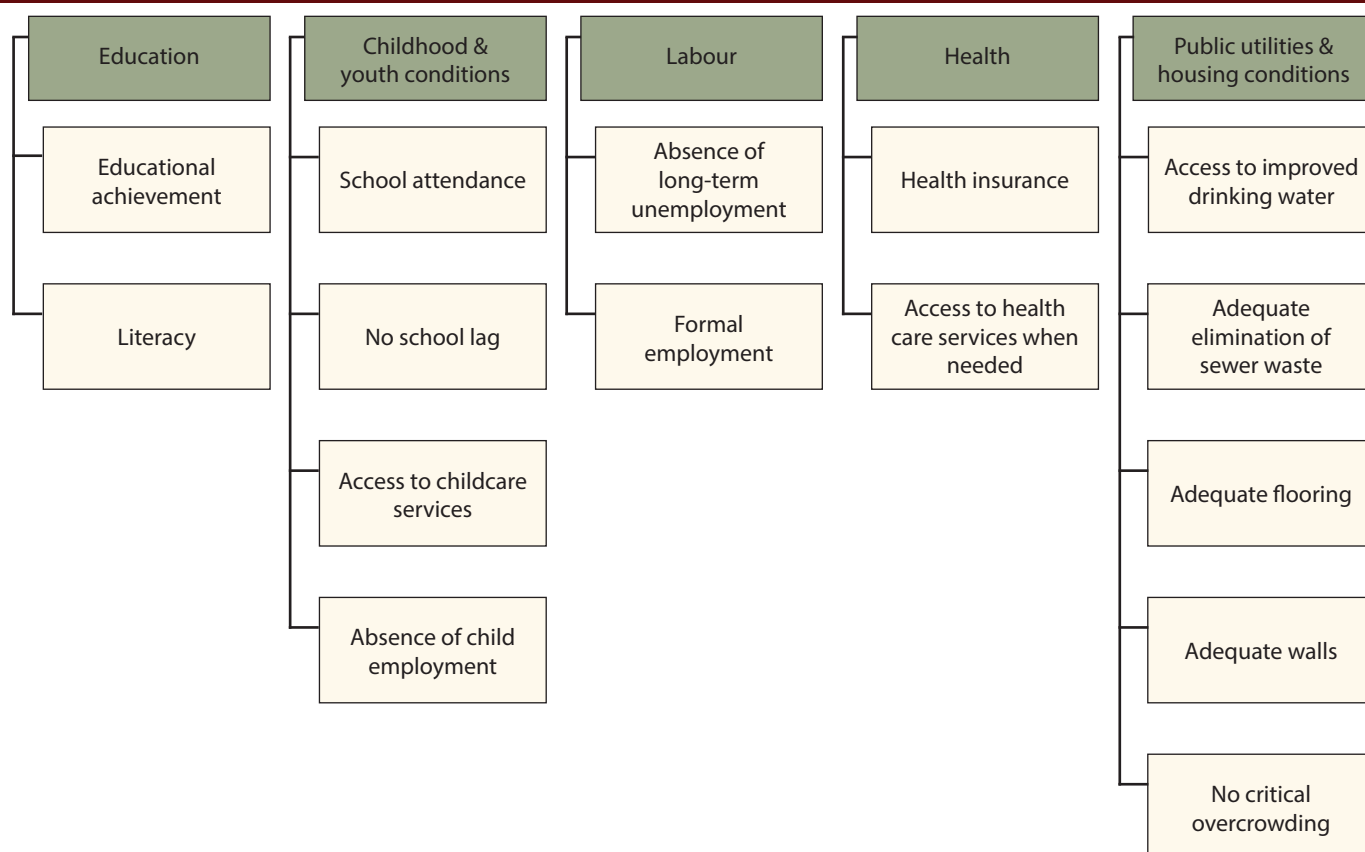 Education
Educational
achievement
Literacy
Childhood &
youth conditions
School attendance
No school lag
Access to childcare
services
Absence of child
employment
Labour
Absence of
long-term
unemployment
Formal
employment
Health
Health insurance
Access to health
care services when
needed
Public utilities &
housing conditions
Access to improved
drinking water
Adequate
elimination of
sewer waste
Adequate flooring
Adequate walls
No critical
overcrowding